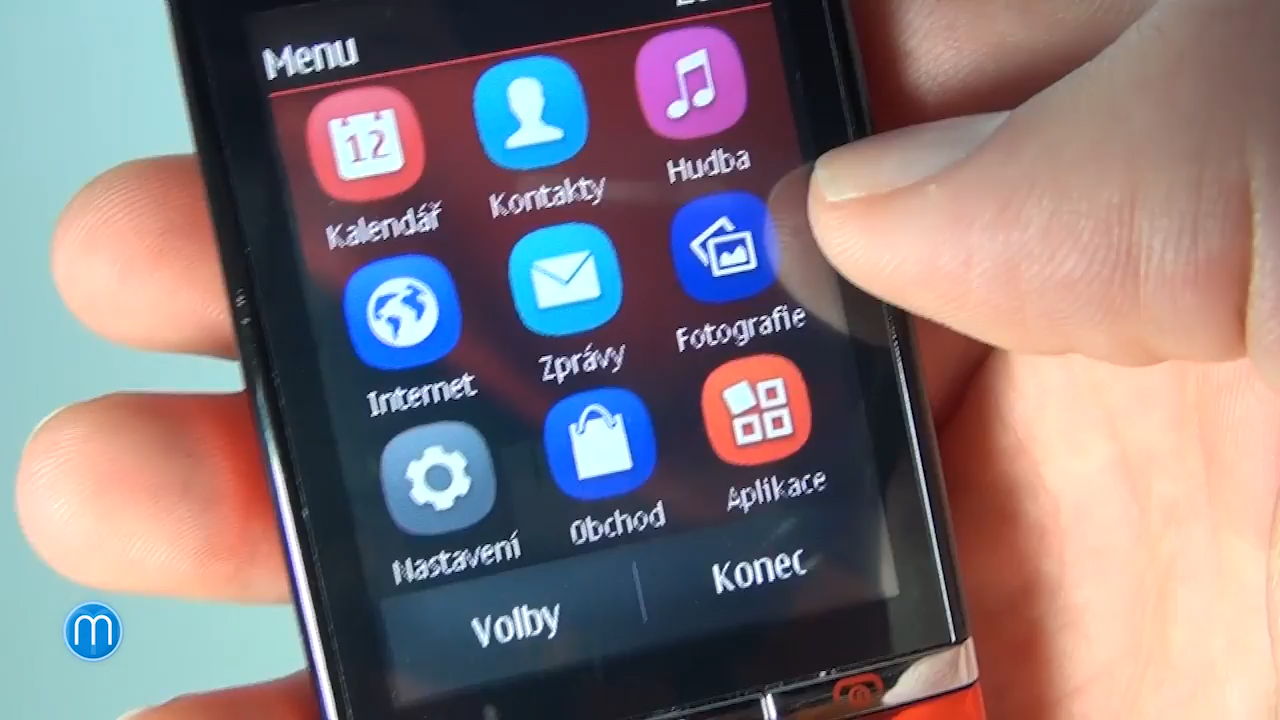 Menu
12
Kalendář
Kontakty
Hudba
Internet
Zprávy
Fotografie
Nastavení
Obchod
Aplikace
Volby
Konec
m